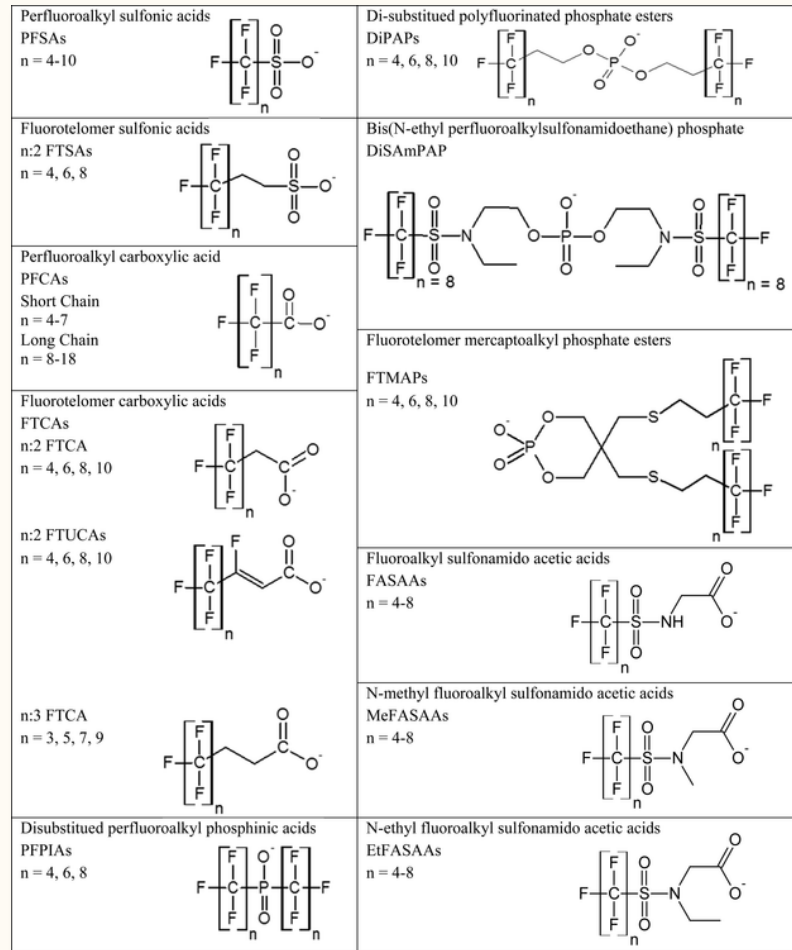 Perfluoroalkyl sulfonic acids
PFSAs
n = 4-10
F
F
C
F
n
O
S
O
O-
Fluorotelomer sulfonic acids
n:2 FTSAs
n = 4, 6, 8
F
F
C
F
n
O
S
O
O-
Perfluoroalkyl carboxylic acid
PFCAs
Short Chain
n = 4-7
Long Chain
n = 8-18
F
F
C
F
n
O
C
O-
Fluorotelomer carboxylic acids
FTCAs
n:2 FTCA
n = 4, 6, 8, 10
F
F
C
F
n
C
O
O-
n:2 FTUCAs
n = 4, 6, 8, 10
F
F
C
F
n
F
O
C
O-
n:3 FTCA
n = 3, 5, 7, 9
F
F
C
F
n
O
C
O-
Disubstitued perfluoroalkyl phosphinic acids
PFPIAs
n = 4, 6, 8
F
F
C
F
n
O-
P
O
F
C
F
F
n
Di-substitued polyfluorinated phosphate esters
DiPAPs
n = 4, 6, 8, 10
F
F
C
F
n
O
O-
P
O
O
F
C
F
F
n
Bis(N-ethyl perfluoroalkylsulfonamidoethane) phosphate
DiSAmPAP
F
F
C
F
n = 8
O
S
O
N
O
O-
P
O
O
N
O
S
O
F
C
F
F
n = 8
Fluorotelomer mercaptoalkyl phosphate esters
FTMAPs
n = 4, 6, 8, 10
O-
P
O
O
O
S
F
C
F
F
n
S
F
C
F
F
n
Fluoroalkyl sulfonamido acetic acids
FASAAs
n = 4-8
F
F
C
F
n
O
S
O
NH
O
O-
N-methyl fluoroalkyl sulfonamido acetic acids
MeFASAAs
n = 4-8
F
F
C
F
n
O
S
O
N
O
O-
N-ethyl fluoroalkyl sulfonamido acetic acids
EtFASAAs
n = 4-8
F
F
C
F
n
O
S
O
N
O
O-